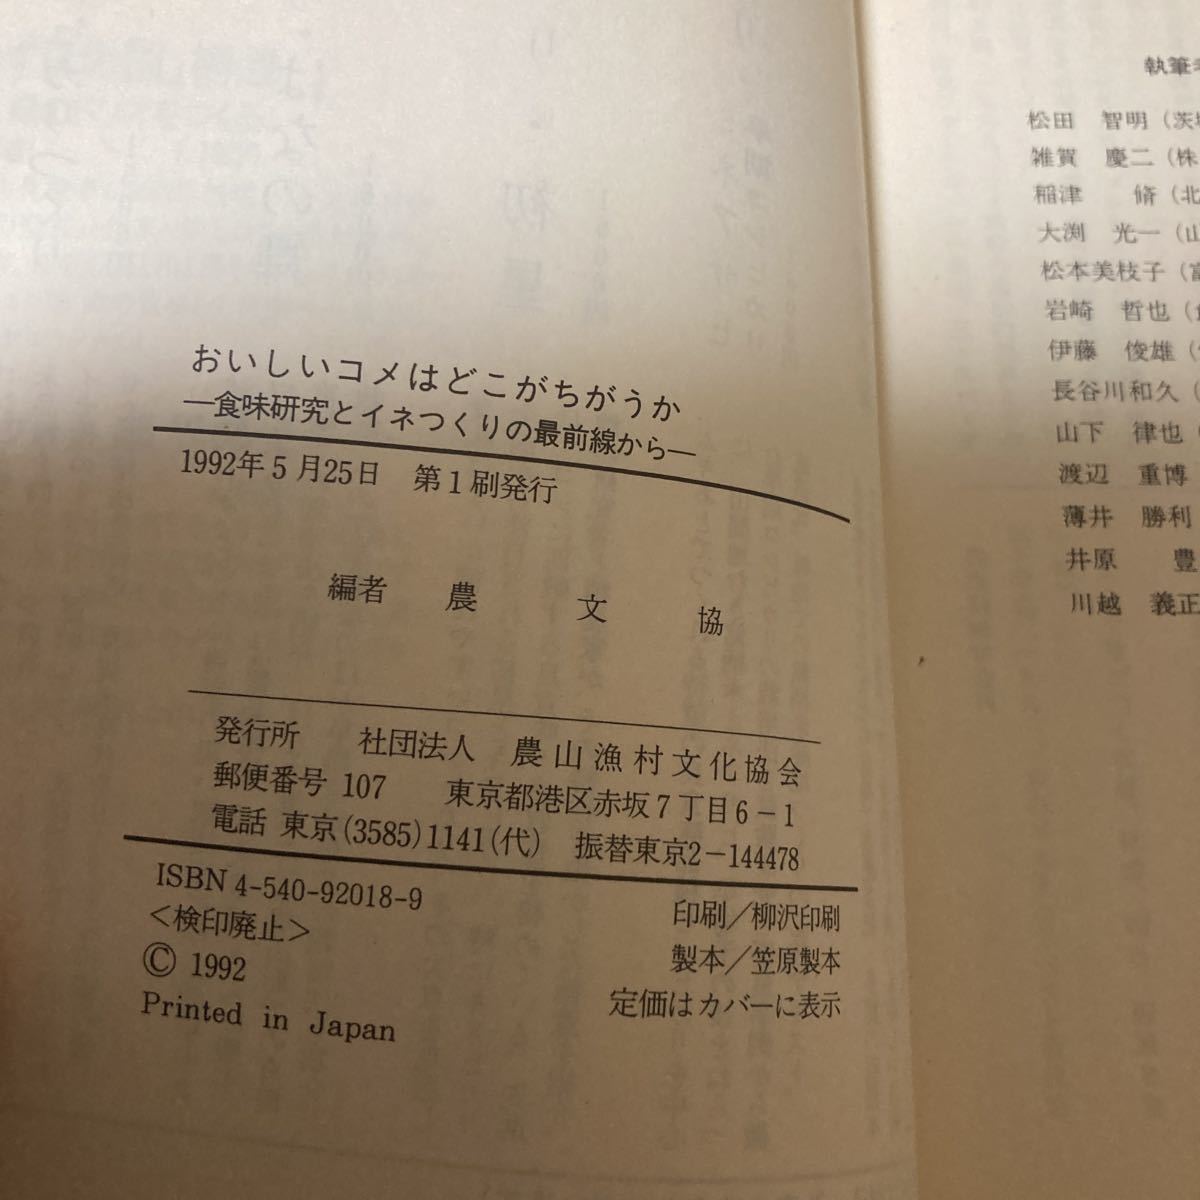 おいしいコメはどこがちがうか
―食味研究とイネつくりの最前線から―
1992年5月25日 第1刷発行
編者 農文協
発行所 社団法人 農山漁村文化協会
郵便番号 107 東京都港区赤坂7丁目6-1
電話 東京(3585)1141(代) 振替東京2-144478
ISBN 4-540-92018-9
<検印廃止>
© 1992
Printed in Japan
印刷/柳沢印刷
製本/笠原製本
定価はカバーに表示
執筆
松田 智明(茨
雑賀 慶二(株
稲津 脩(北
大渕 光一(山
松本美枝子(富
岩崎 哲也(
伊藤 俊雄(
長谷川和久(
山下 律也(
渡辺 重博
薄井 勝利
井原 豊
川越 義正